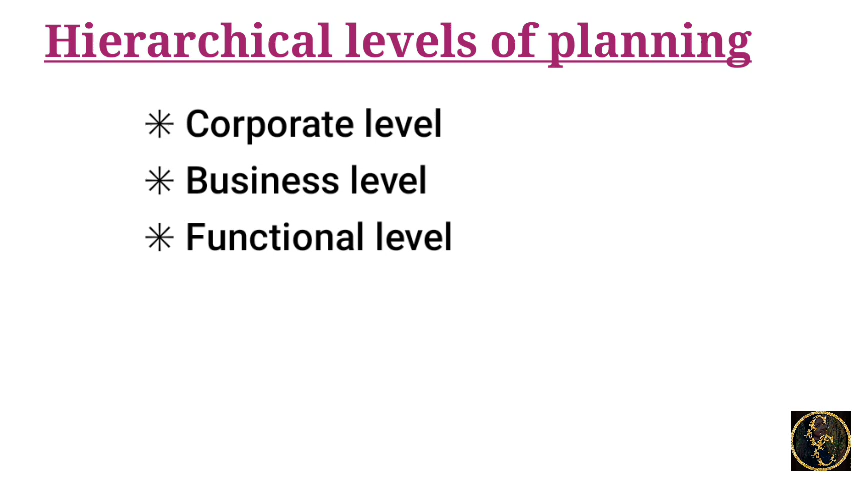 Hierarchical levels of planning
✳ Corporate level
✳ Business level
✳ Functional level